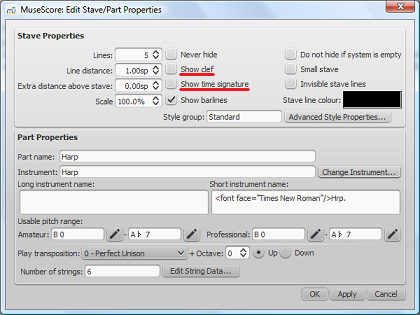 MuseScore: Edit Stave/Part Properties
Stave Properties
Lines: 5 Never hide Do not hide if system is empty
Line distance: 1.00sp Show clef Small stave
Extra distance above stave: 0.00sp Show time signature Invisible stave lines
Scale 100.0% Show barlines Stave line colour:
Style group: Standard Advanced Style Properties...
Part Properties
Part name: Harp
Instrument: Harp Change Instrument...
Long instrument name: Short instrument name:
<font face="Times New Roman"/>Hrp.
Usable pitch range:
Amateur: B 0 - A♭ 7 Professional: B 0 - A♭ 7
Play transposition: 0 - Perfect Unison + Octave: 0 Up Down
Number of strings: 6 Edit String Data...
OK Apply Cancel